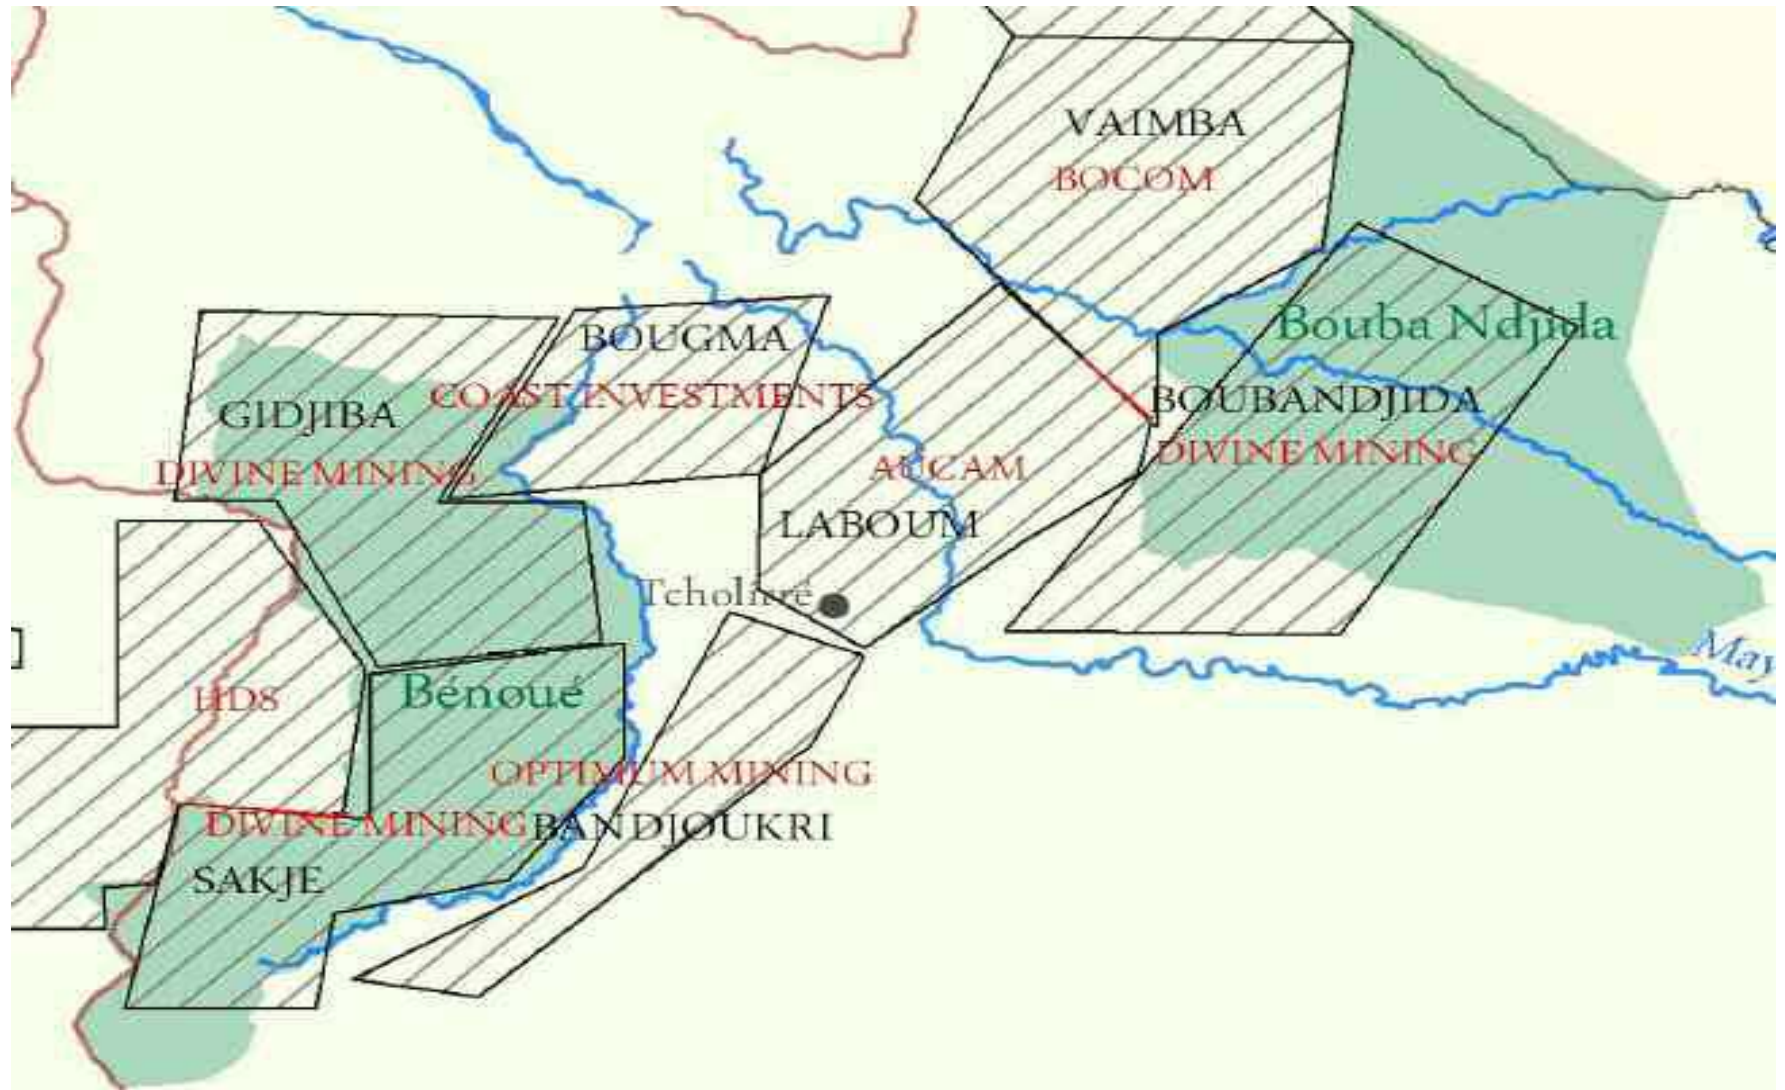 VAIMBA
BOCOM
Bouba Ndjida
BOUGMA
COAST INVESTMENTS
GIDJIBA
DIVINE MINING
BOUBANDJIDA
DIVINE MINING
AUCAM
LABOUM
HDS
Bénoué
OPTIMUM MINING
DIVINE MINING
BANDJOUKRI
SAKJE
May